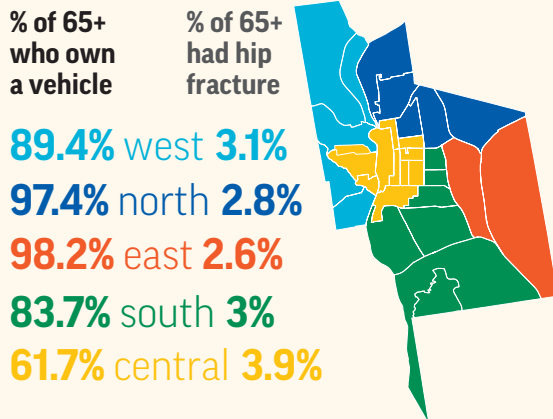 % of 65+
who own
a vehicle
% of 65+
had hip
fracture
89.4% west 3.1%
97.4% north 2.8%
98.2% east 2.6%
83.7% south 3%
61.7% central 3.9%